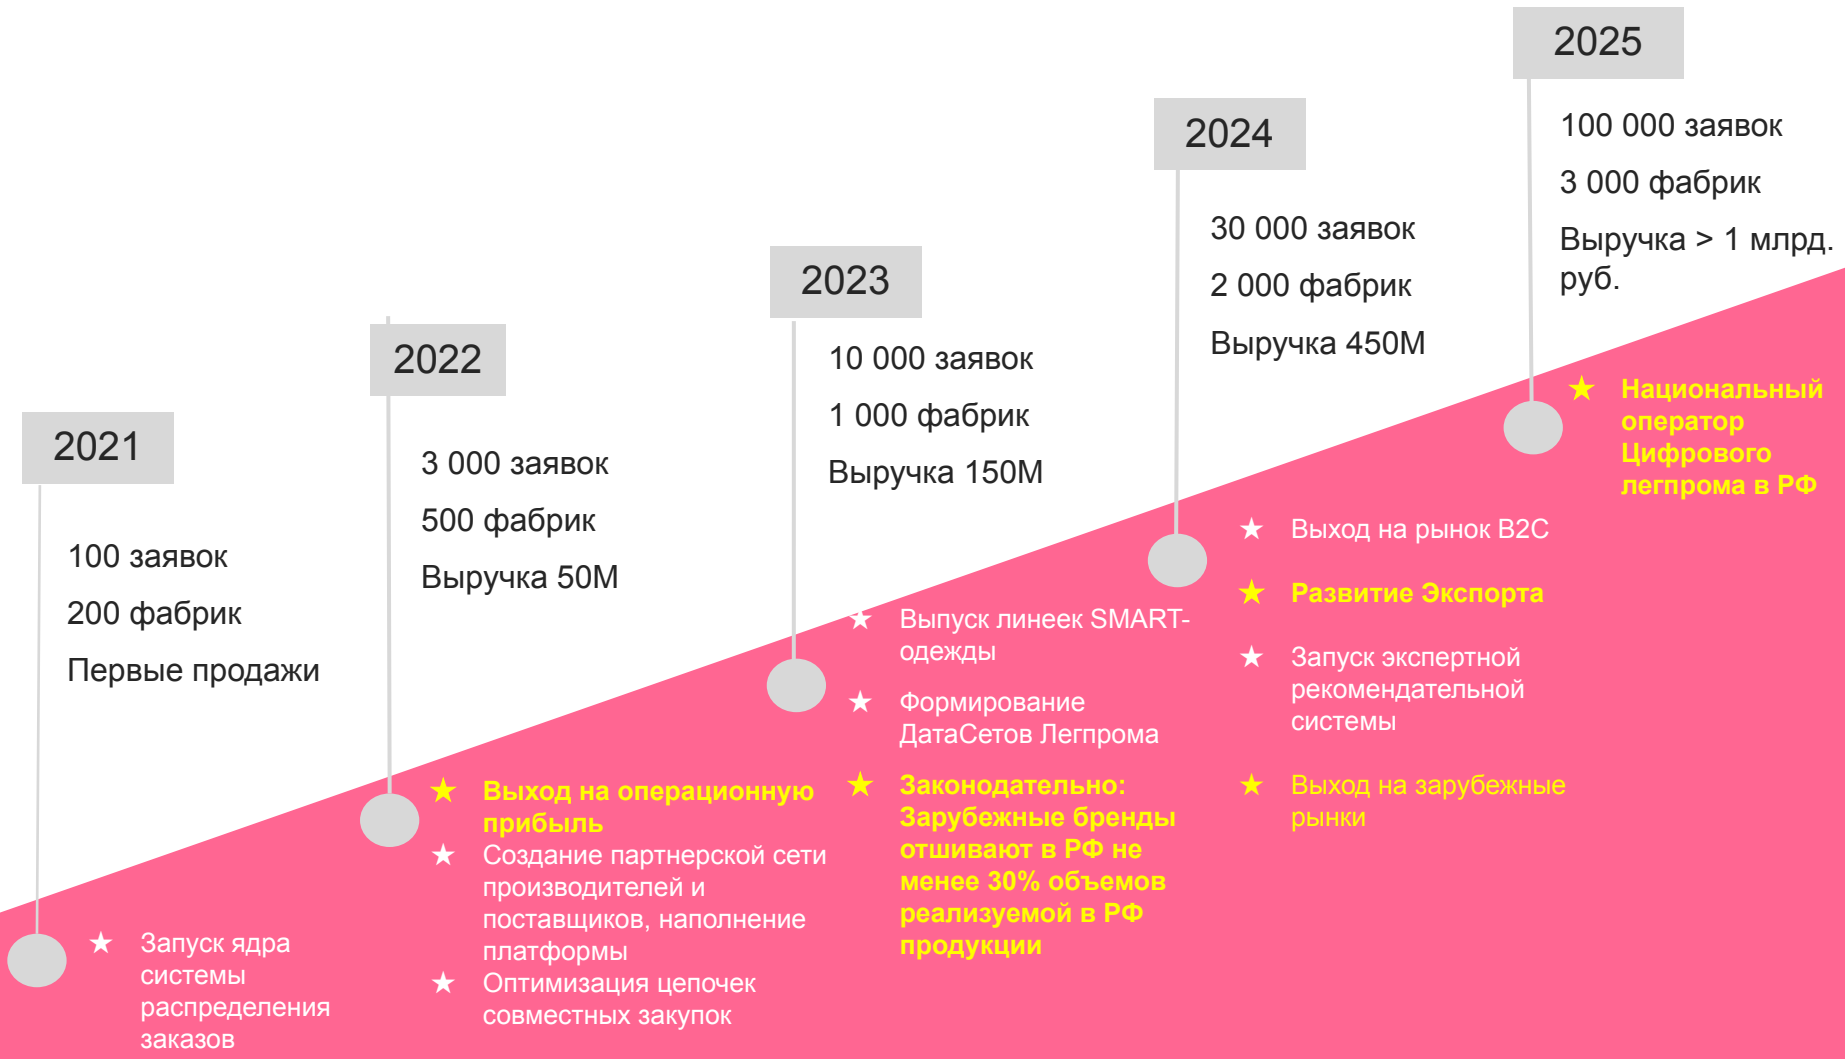 2021
100 заявок
200 фабрик
Первые продажи
Запуск ядра
системы
распределения
заказов
2022
3 000 заявок
500 фабрик
Выручка 50М
Выход на операционную
прибыль
Создание партнерской сети
производителей и
поставщиков, наполнение
платформы
Оптимизация цепочек
совместных закупок
2023
10 000 заявок
1 000 фабрик
Выручка 150М
Выпуск линеек SMART-
одежды
Формирование
ДатаСетов Легпрома
Законодательно:
Зарубежные бренды
отшивают в РФ не
менее 30% объемов
реализуемой в РФ
продукции
2024
30 000 заявок
2 000 фабрик
Выручка 450М
Выход на рынок B2C
Развитие Экспорта
Запуск экспертной
рекомендательной
системы
Выход на зарубежные
рынки
2025
100 000 заявок
3 000 фабрик
Выручка > 1 млрд.
руб.
Национальный
оператор
Цифрового
легпрома в РФ